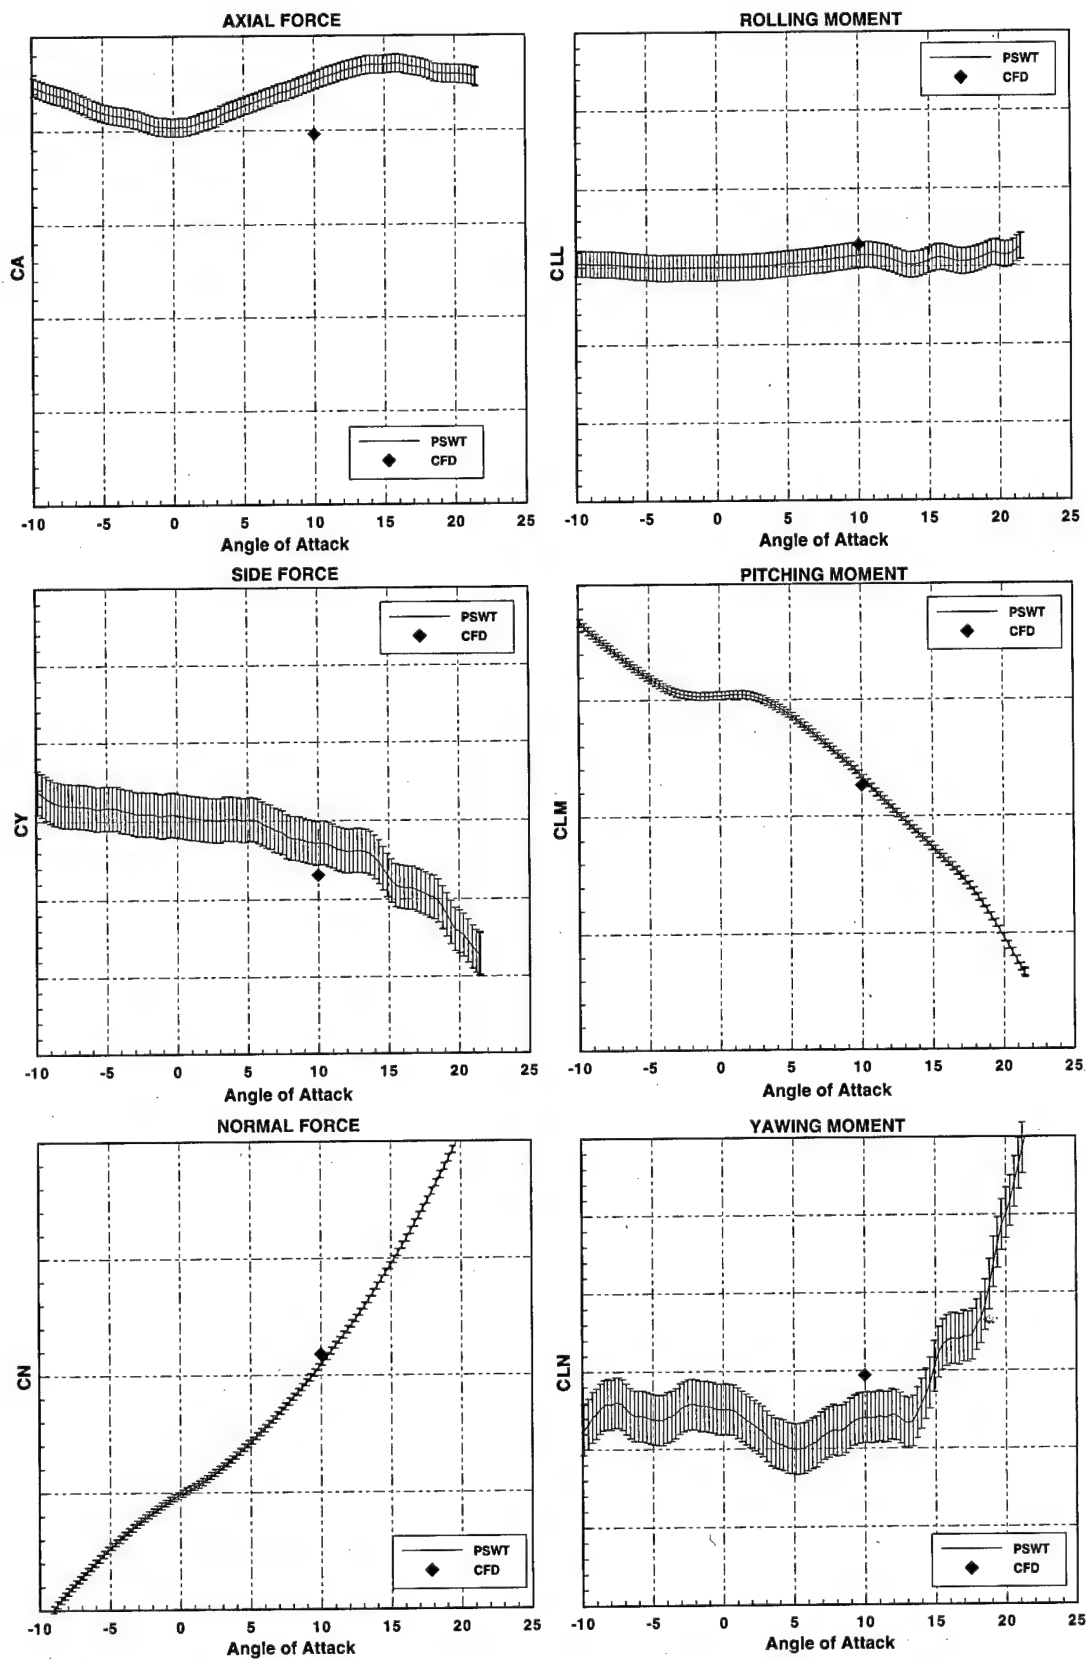 AXIAL FORCE
CA
PSWT
CFD
-10 -5 0 5 10 15 20 25
Angle of Attack
ROLLING MOMENT
CLL
PSWT
CFD
-10 -5 0 5 10 15 20 25
Angle of Attack
SIDE FORCE
CY
PSWT
CFD
-10 -5 0 5 10 15 20 25
Angle of Attack
PITCHING MOMENT
CLM
PSWT
CFD
-10 -5 0 5 10 15 20 25
Angle of Attack
NORMAL FORCE
CN
PSWT
CFD
-10 -5 0 5 10 15 20 25
Angle of Attack
YAWING MOMENT
CLN
PSWT
CFD
-10 -5 0 5 10 15 20 25
Angle of Attack